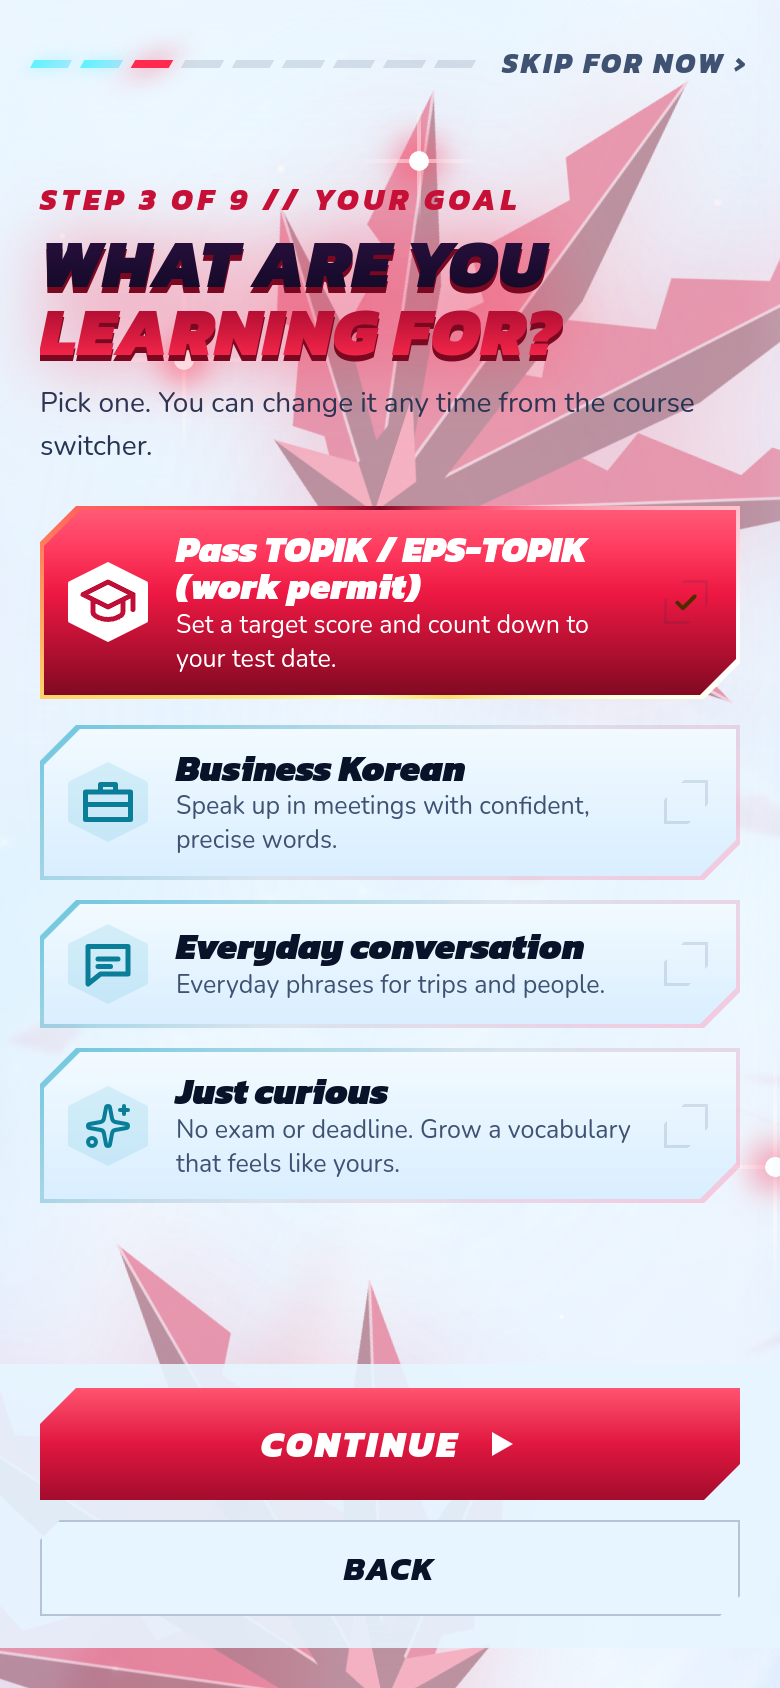 SKIP FOR NOW >
STEP 3 OF 9 // YOUR GOAL
WHAT ARE YOU
LEARNING FOR?
Pick one. You can change it any time from the course
switcher.
Pass TOPIK / EPS-TOPIK
(work permit)
Set a target score and count down to
your test date.
Business Korean
Speak up in meetings with confident,
precise words.
Everyday conversation
Everyday phrases for trips and people.
Just curious
No exam or deadline. Grow a vocabulary
that feels like yours.
CONTINUE
BACK